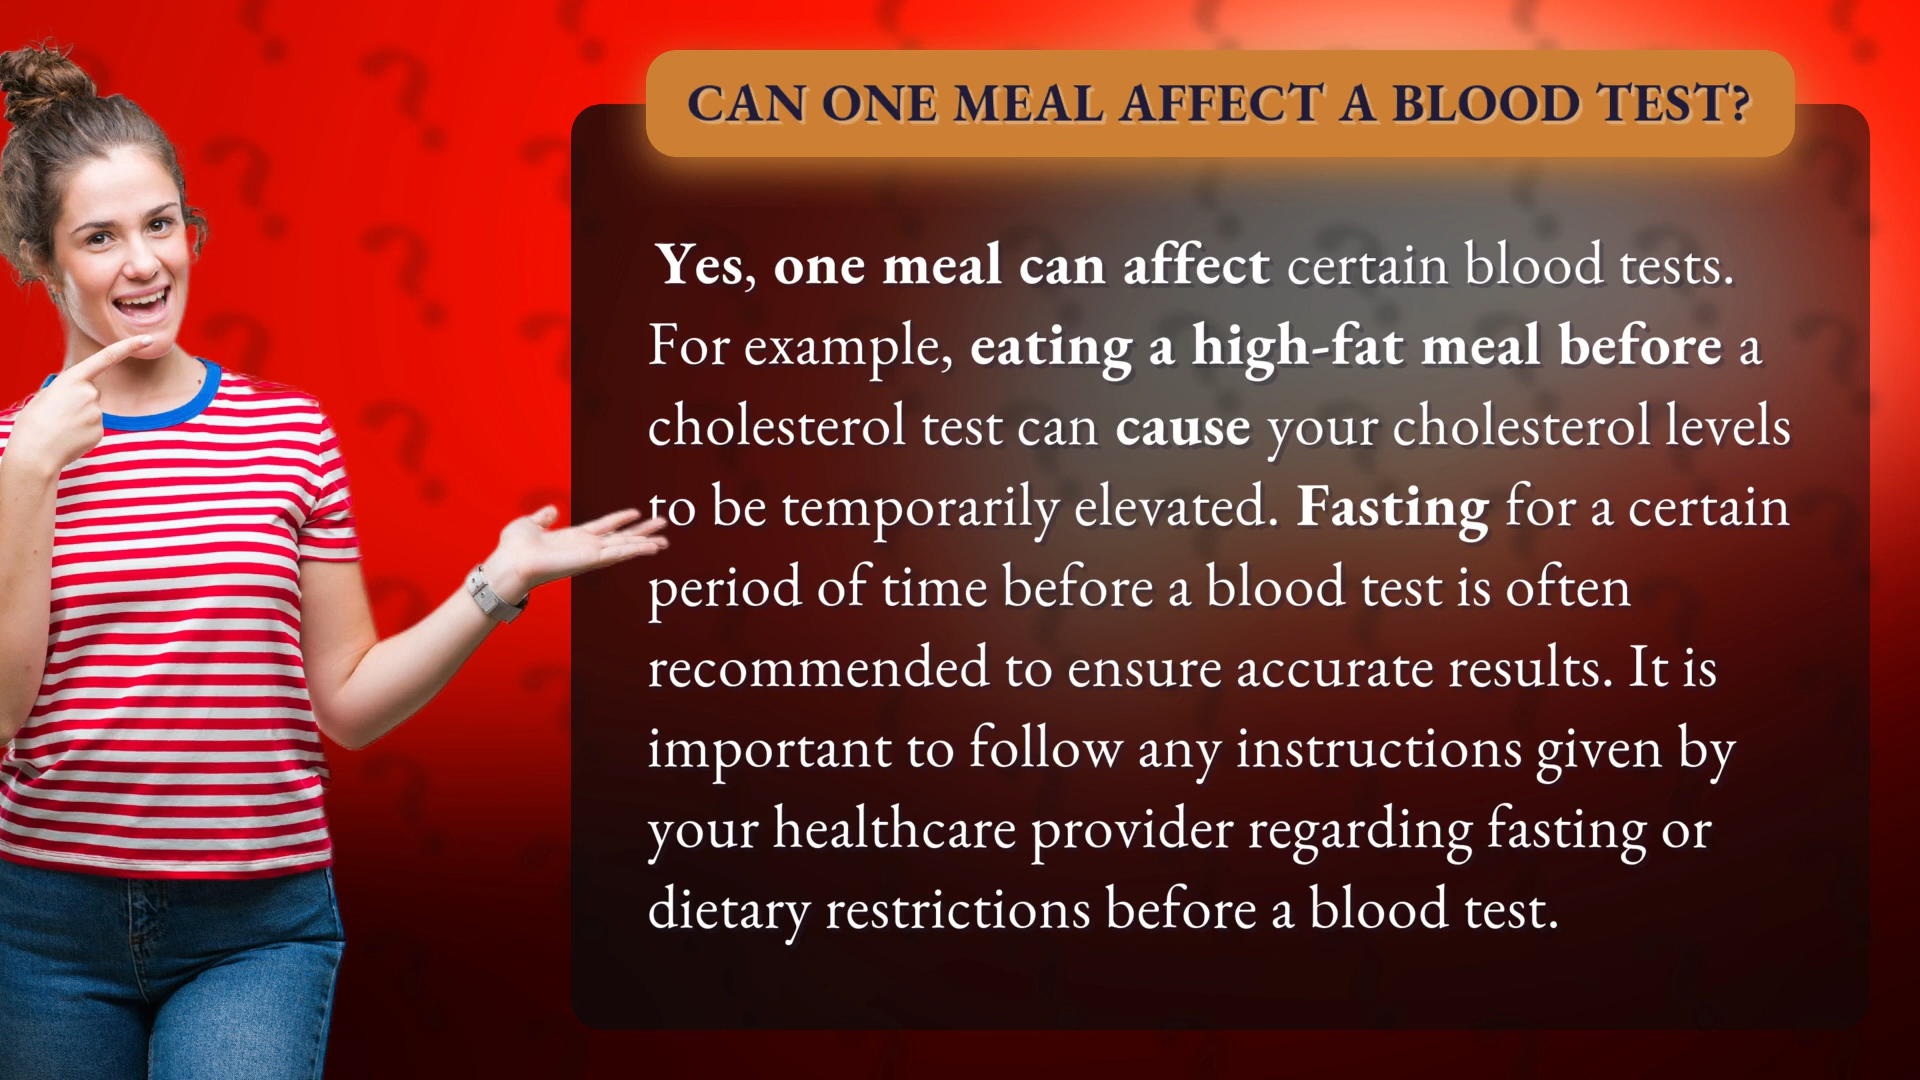 CAN ONE MEAL AFFECT A BLOOD TEST?
Yes, one meal can affect certain blood tests.
For example, eating a high-fat meal before a
cholesterol test can cause your cholesterol levels
to be temporarily elevated. Fasting for a certain
period of time before a blood test is often
recommended to ensure accurate results. It is
important to follow any instructions given by
your healthcare provider regarding fasting or
dietary restrictions before a blood test.